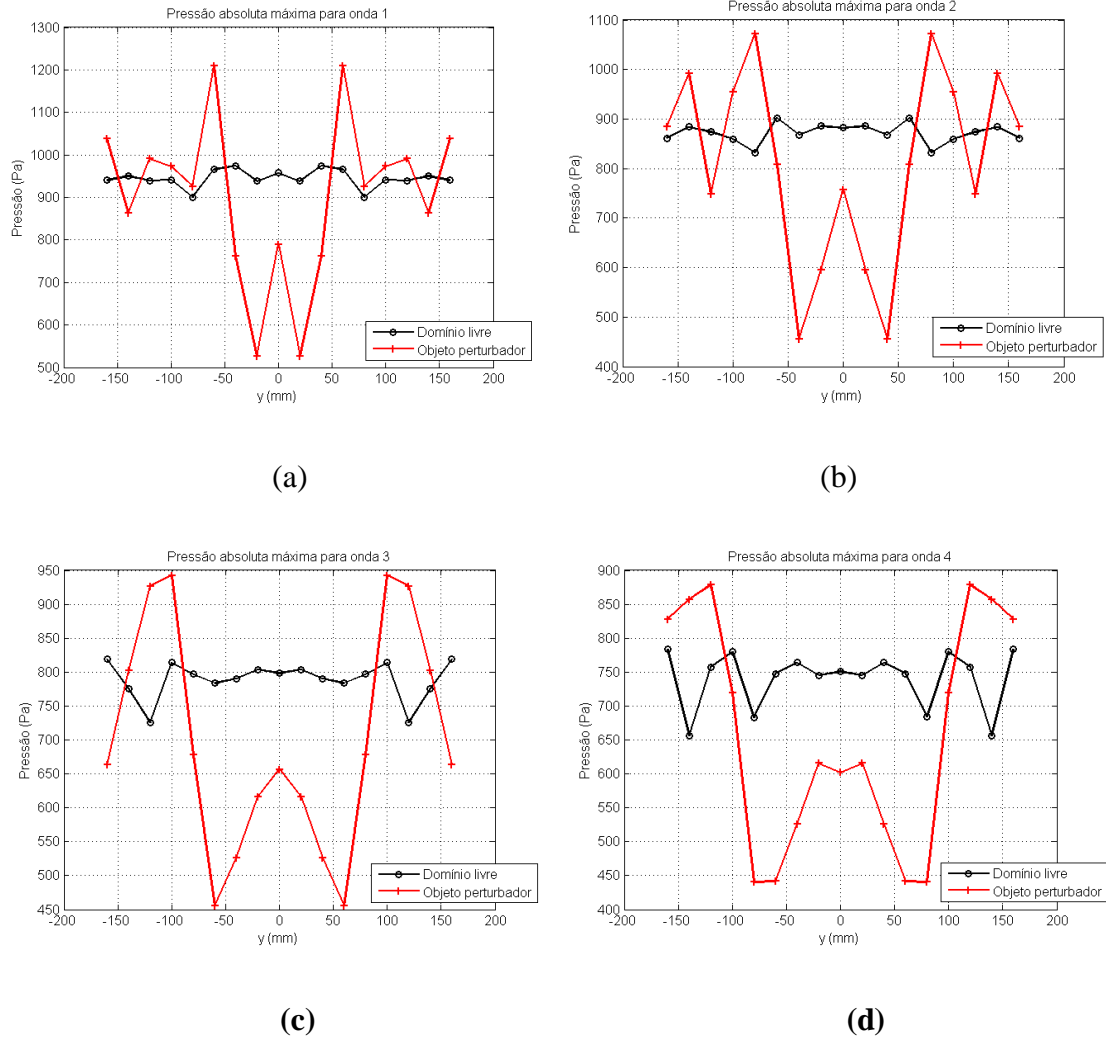 Pressão absoluta máxima para onda 1
1300
1200
1100
1000
900
800
700
600
500
Pressão (Pa)
-200 -150 -100 -50 0 50 100 150 200
y (mm)
Domínio livre
Objeto perturbador
(a)
Pressão absoluta máxima para onda 2
1100
1000
900
800
700
600
500
400
Pressão (Pa)
-200 -150 -100 -50 0 50 100 150 200
y (mm)
Domínio livre
Objeto perturbador
(b)
Pressão absoluta máxima para onda 3
950
900
850
800
750
700
650
600
550
500
450
Pressão (Pa)
-200 -150 -100 -50 0 50 100 150 200
y (mm)
Domínio livre
Objeto perturbador
(c)
Pressão absoluta máxima para onda 4
900
850
800
750
700
650
600
550
500
450
400
Pressão (Pa)
-200 -150 -100 -50 0 50 100 150 200
y (mm)
Domínio livre
Objeto perturbador
(d)